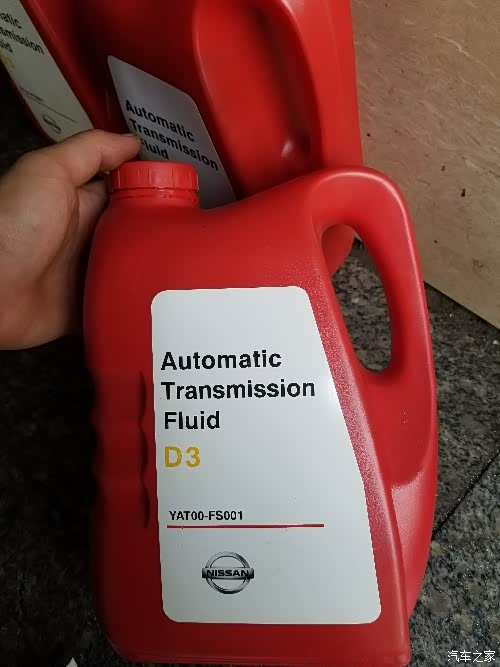 Automatic
Transmission
Fluid
Automatic
Transmission
Fluid
D3
YAT00-FS001
NISSAN
汽车之家